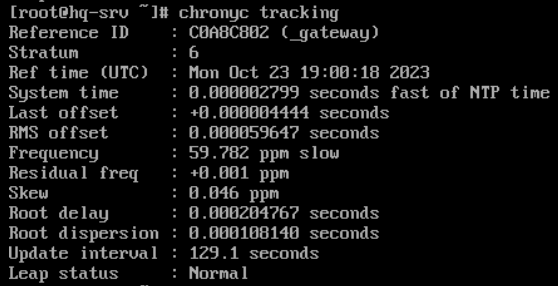 [root@hq-srv ~]# chronyc tracking
Reference ID    : C0A8C802 (_gateway)
Stratum         : 6
Ref time (UTC)  : Mon Oct 23 19:00:18 2023
System time     : 0.000002799 seconds fast of NTP time
Last offset     : +0.000004444 seconds
RMS offset      : 0.000059647 seconds
Frequency       : 59.782 ppm slow
Residual freq   : +0.001 ppm
Skew            : 0.046 ppm
Root delay      : 0.000204767 seconds
Root dispersion : 0.000108140 seconds
Update interval : 129.1 seconds
Leap status     : Normal